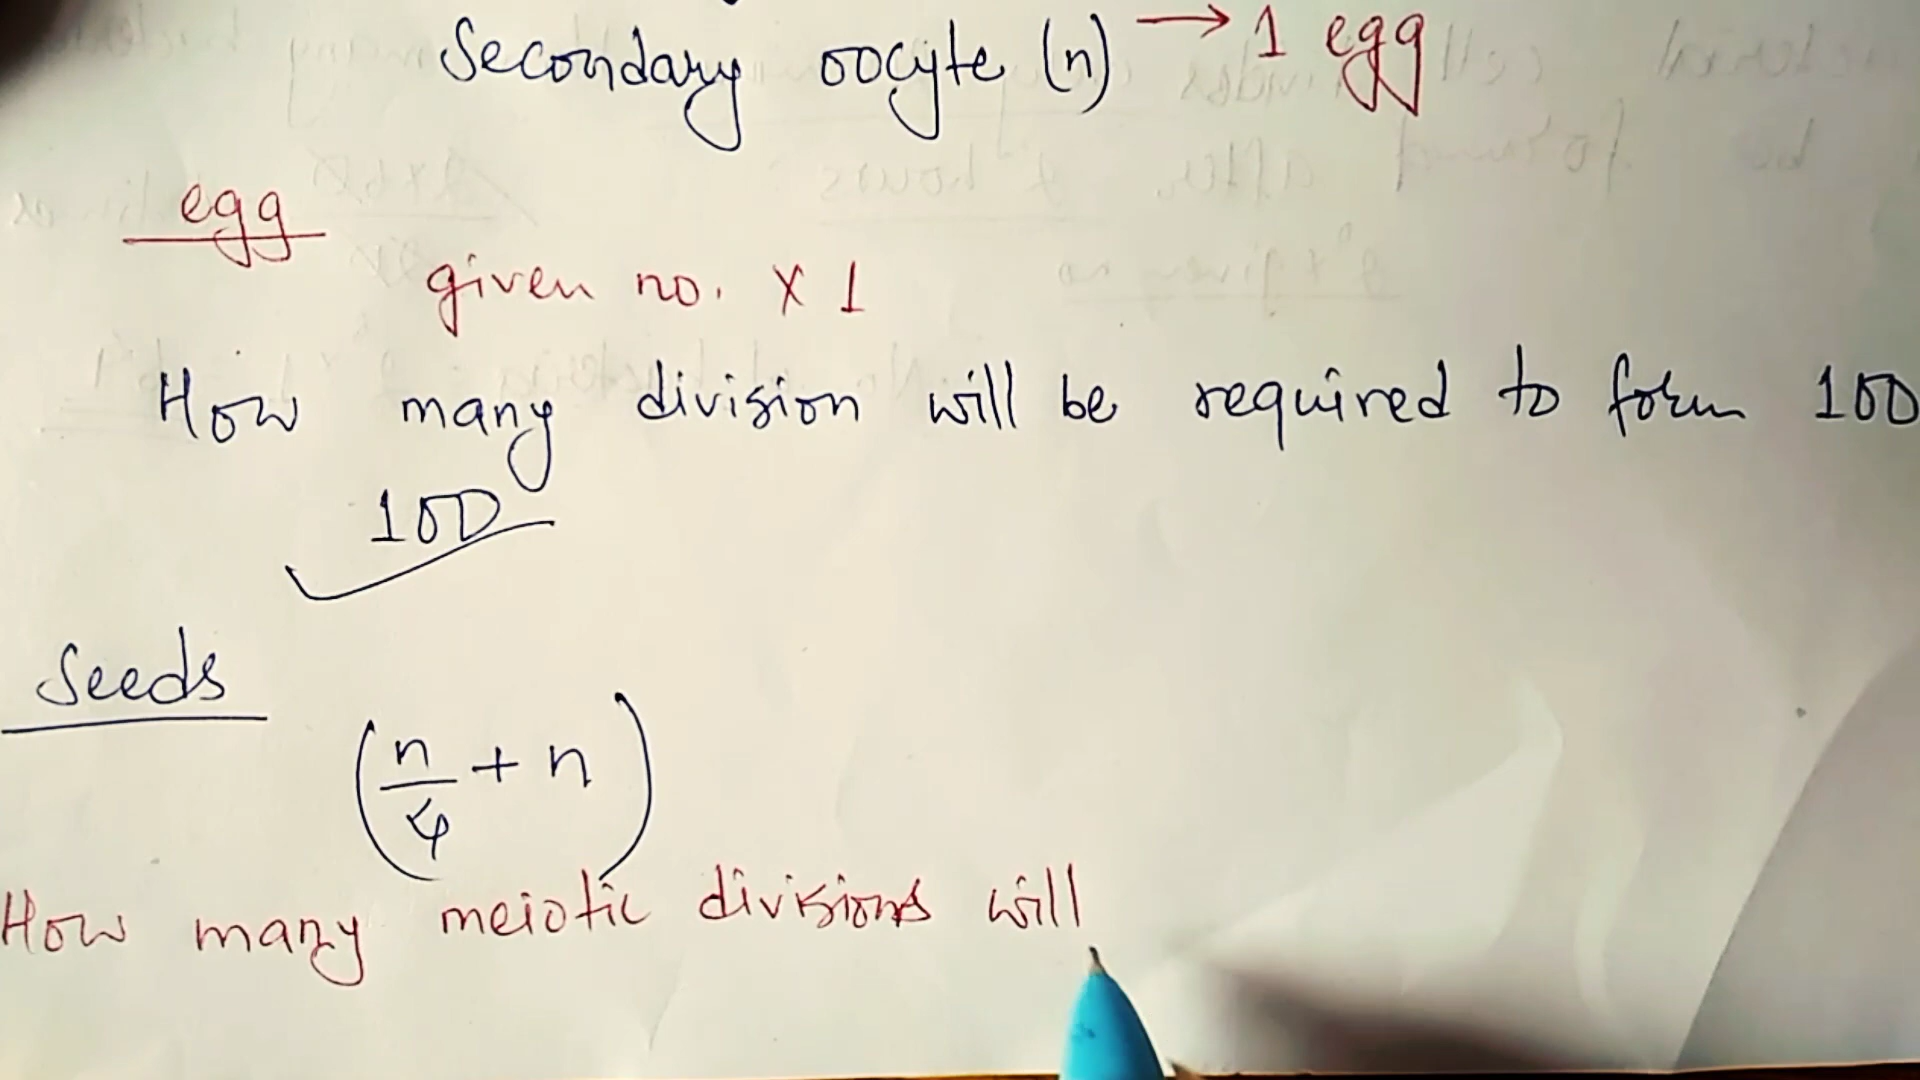 Secondary oocyte (n) → 1 egg
egg
given no. X 1
How many division will be required to form 100
100
Seeds
(n/4 + n)
How many meiotic divisions will